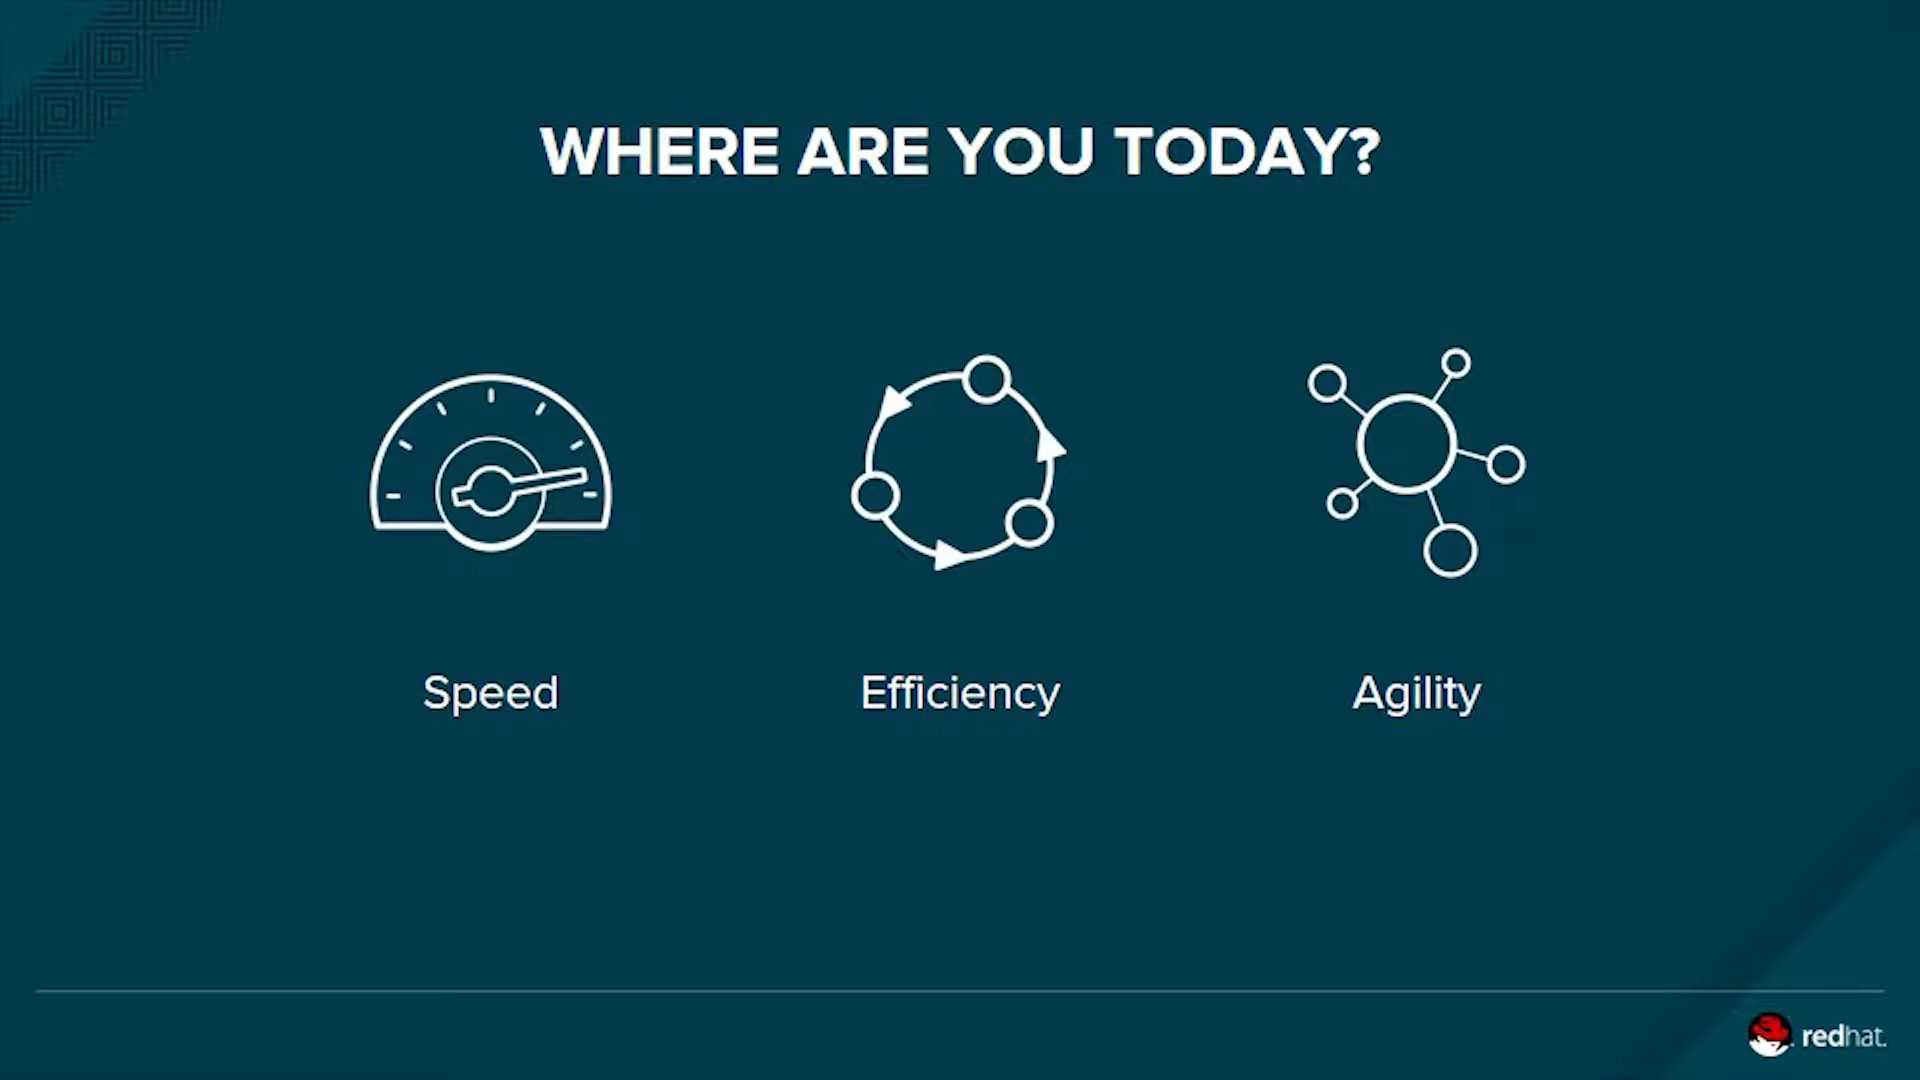 WHERE ARE YOU TODAY?
Speed
Efficiency
Agility
redhat.